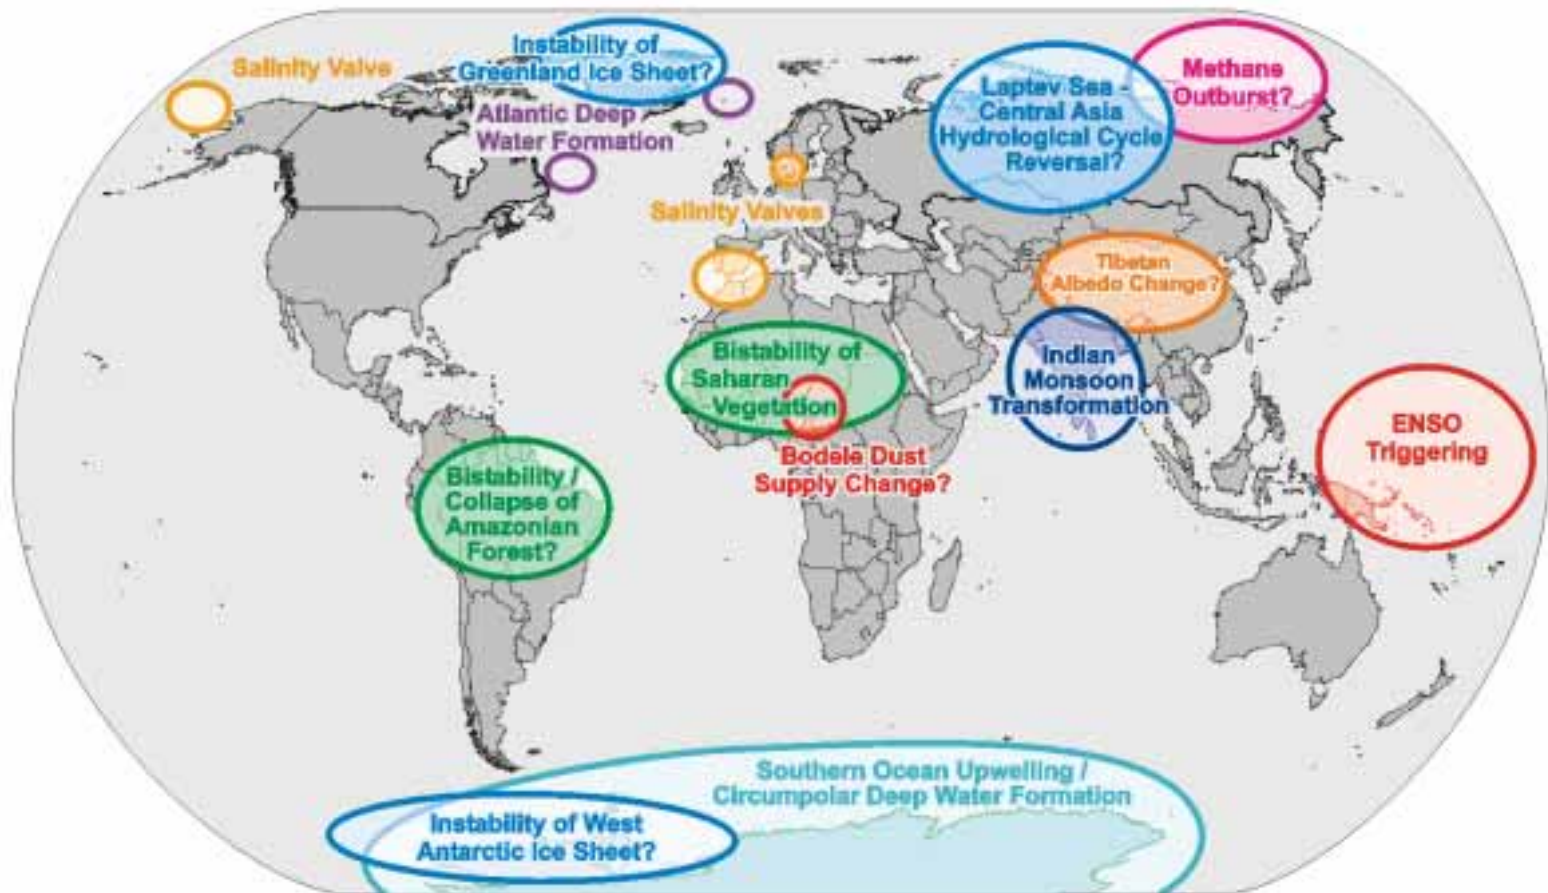 Salinity Valve
Instability of
Greenland Ice Sheet?
Atlantic Deep
Water Formation
Laptev Sea -
Central Asia
Hydrological Cycle
Reversal?
Methane
Outburst?
Salinity Valves
Tibetan
Albedo Change?
Bistability of
Saharan
Vegetation
Indian
Monsoon
Transformation
Bodele Dust
Supply Change?
ENSO
Triggering
Bistability /
Collapse of
Amazonian
Forest?
Southern Ocean Upwelling /
Circumpolar Deep Water Formation
Instability of West
Antarctic Ice Sheet?